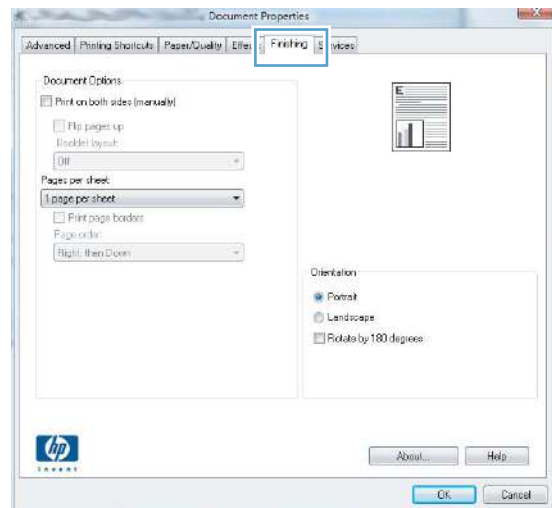 Document Properties
Advanced Printing Shortcuts Paper/Quality Finishing
Document Options
Print on both sides (manually)
Flip pages up
Booklet layout:
Off
Pages per sheet:
1 page per sheet
Print page borders
Page order:
Right, then Down
E
Orientation
Portrait
Landscape
Rotate by 180 degrees
hp
invent
About... Help
OK Cancel